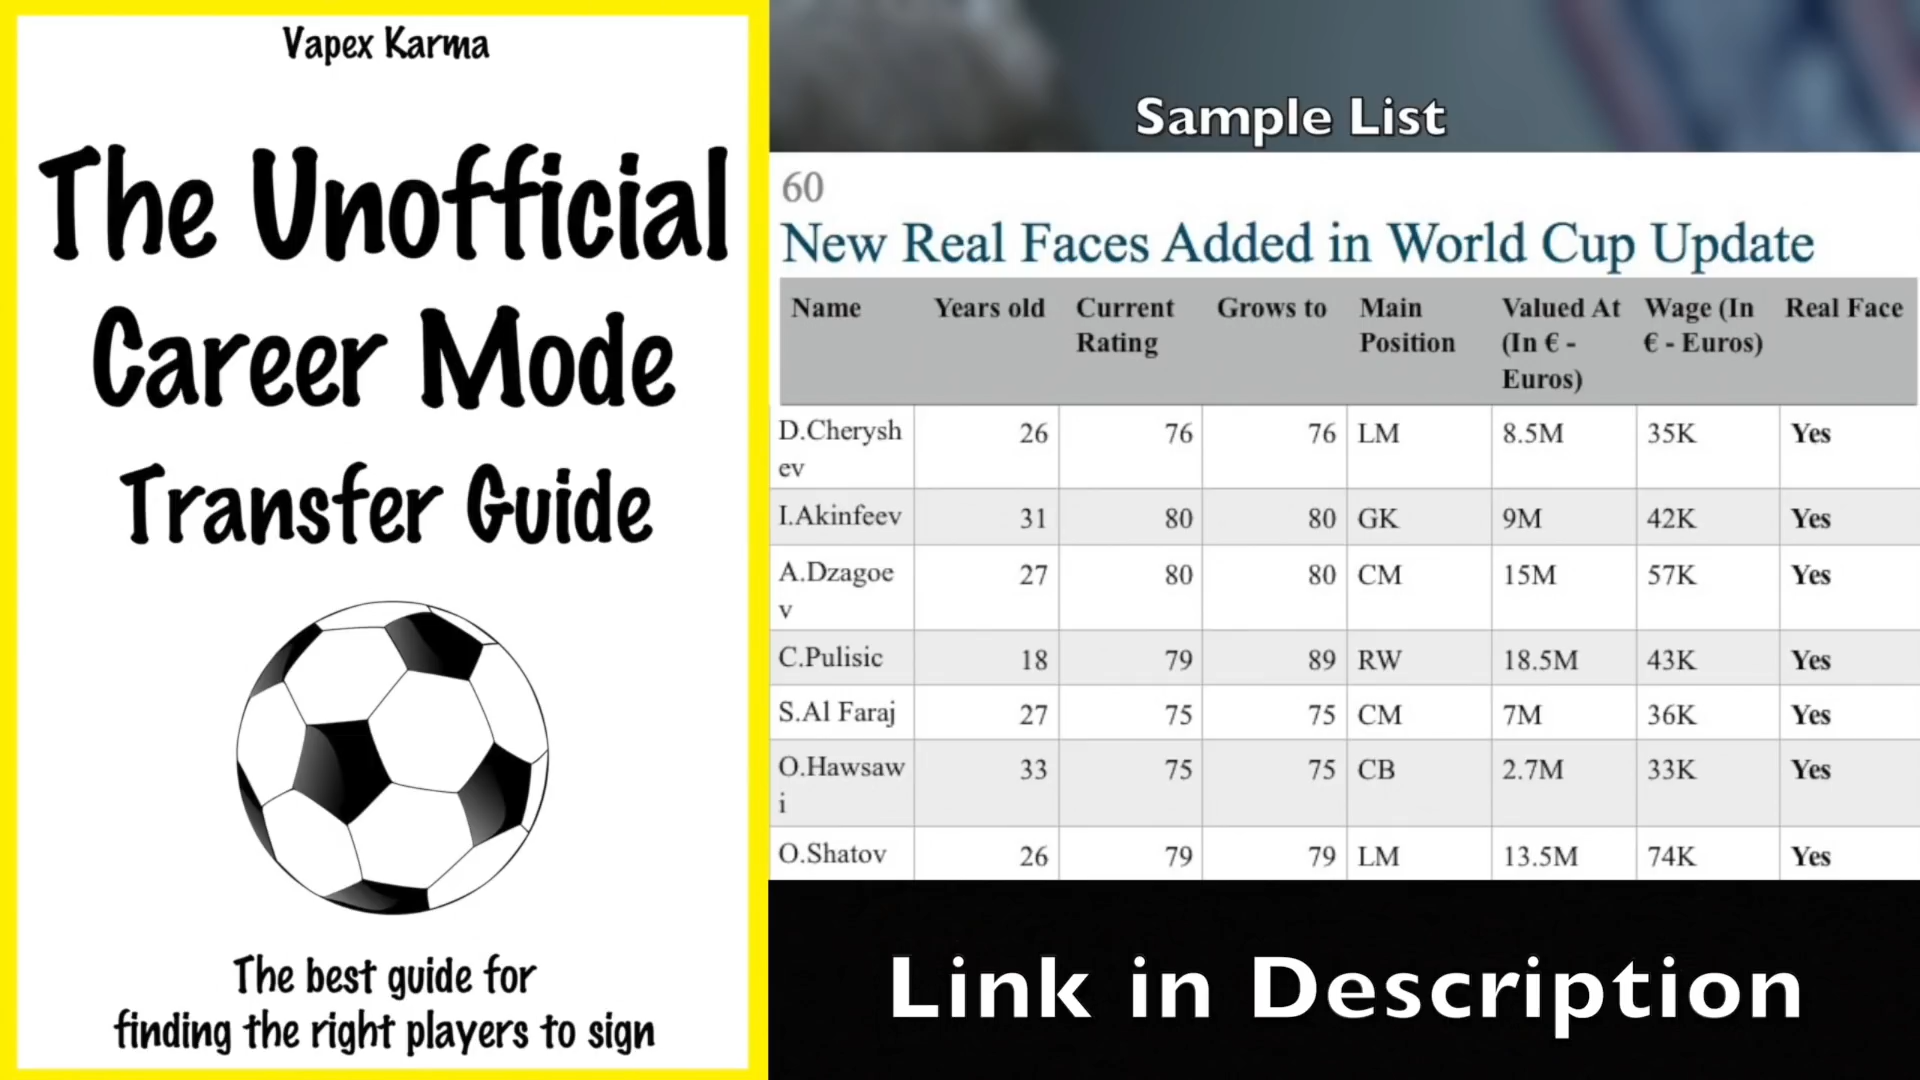 Vapex Karma
The Unofficial
Career Mode
Transfer Guide
The best guide for
finding the right players to sign
Sample List
60
New Real Faces Added in World Cup Update
Name Years old Current Rating Grows to Main Position Valued At (In € - Euros) Wage (In € - Euros) Real Face
D.Cheryshev 26 76 76 LM 8.5M 35K Yes
I.Akinfeev 31 80 80 GK 9M 42K Yes
A.Dzagoev 27 80 80 CM 15M 57K Yes
C.Pulisic 18 79 89 RW 18.5M 43K Yes
S.Al Faraj 27 75 75 CM 7M 36K Yes
O.Hawsawi 33 75 75 CB 2.7M 33K Yes
O.Shatov 26 79 79 LM 13.5M 74K Yes
Link in Description